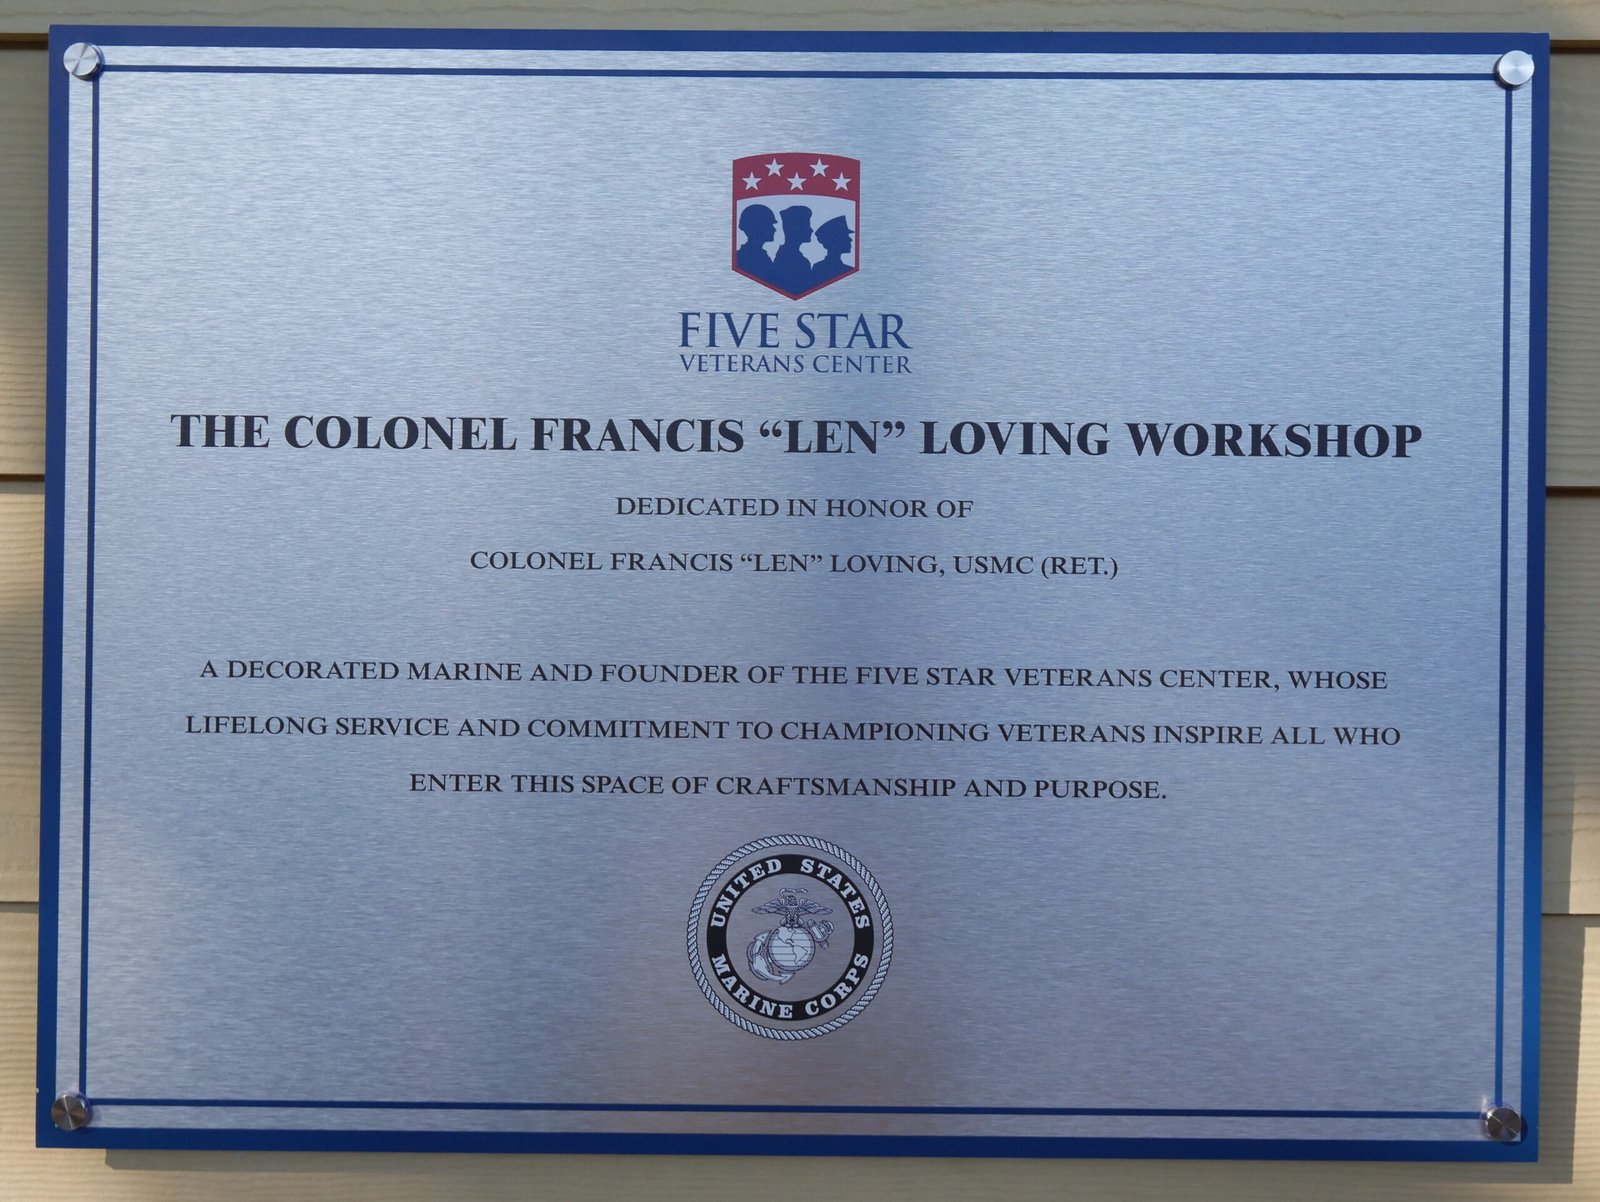 FIVE STAR
VETERANS CENTER
THE COLONEL FRANCIS “LEN” LOVING WORKSHOP
DEDICATED IN HONOR OF
COLONEL FRANCIS “LEN” LOVING, USMC (RET.)
A DECORATED MARINE AND FOUNDER OF THE FIVE STAR VETERANS CENTER, WHOSE
LIFELONG SERVICE AND COMMITMENT TO CHAMPIONING VETERANS INSPIRE ALL WHO
ENTER THIS SPACE OF CRAFTSMANSHIP AND PURPOSE.
UNITED STATES
MARINE CORPS